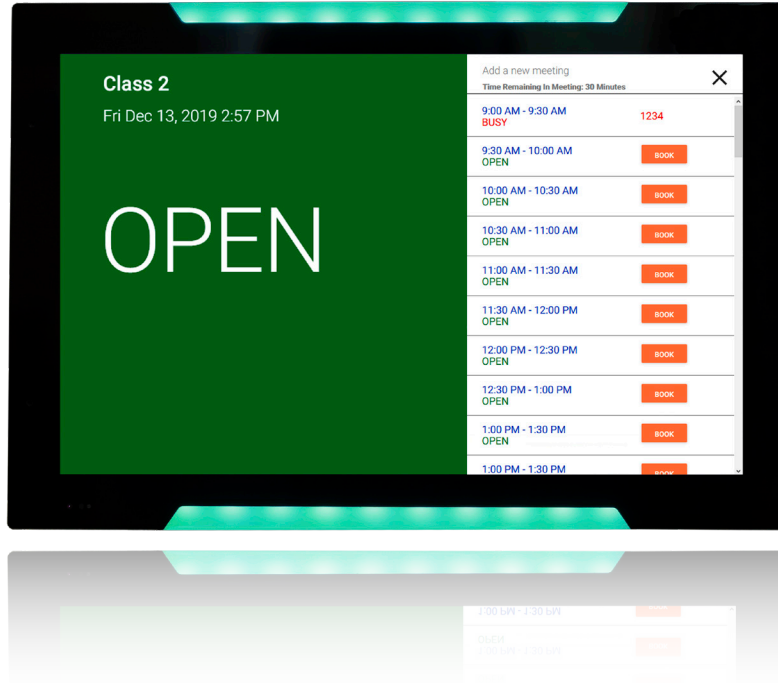 Class 2
Fri Dec 13, 2019 2:57 PM
OPEN
Add a new meeting
Time Remaining In Meeting: 30 Minutes
9:00 AM - 9:30 AM
BUSY
1234
9:30 AM - 10:00 AM
OPEN
BOOK
10:00 AM - 10:30 AM
OPEN
BOOK
10:30 AM - 11:00 AM
OPEN
BOOK
11:00 AM - 11:30 AM
OPEN
BOOK
11:30 AM - 12:00 PM
OPEN
BOOK
12:00 PM - 12:30 PM
OPEN
BOOK
12:30 PM - 1:00 PM
OPEN
BOOK
1:00 PM - 1:30 PM
OPEN
BOOK
1:00 PM - 1:30 PM
BOOK